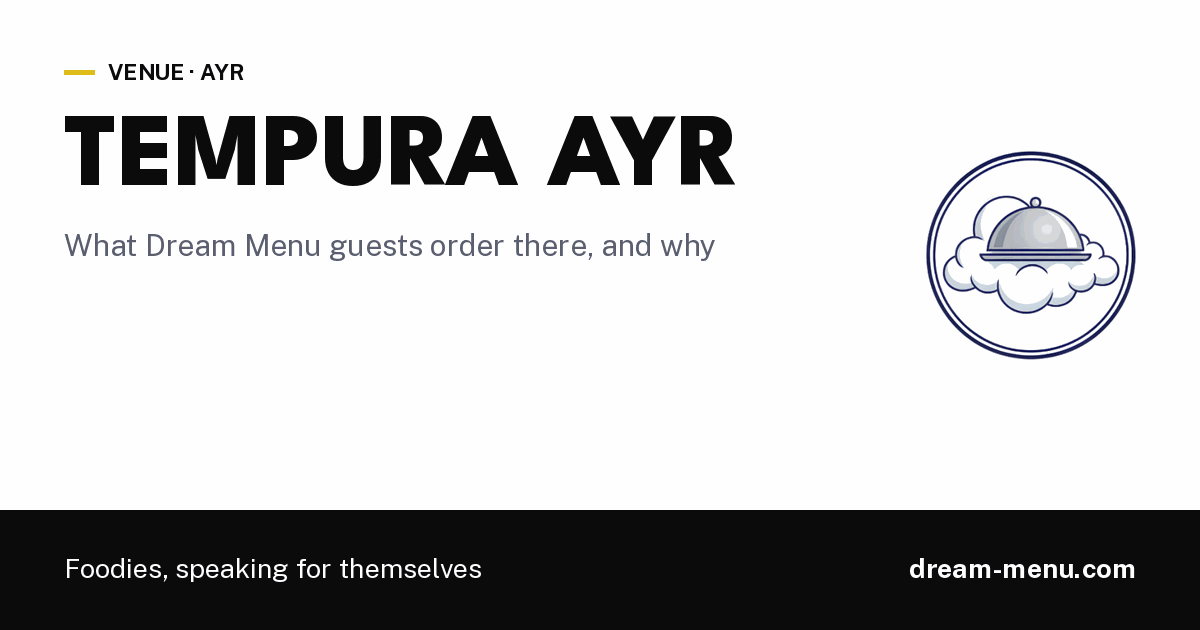 VENUE · AYR
TEMPURA AYR
What Dream Menu guests order there, and why
Foodies, speaking for themselves
dream-menu.com